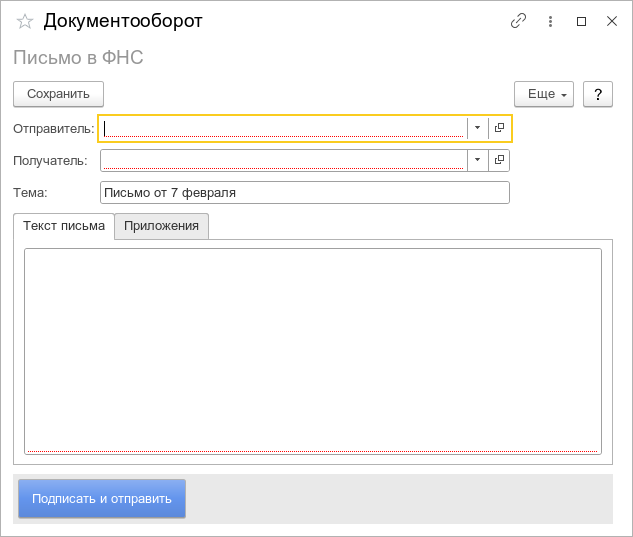 Документооборот
Письмо в ФНС
Сохранить
Еще
?
Отправитель:
Получатель:
Тема: Письмо от 7 февраля
Текст письма Приложения
Подписать и отправить